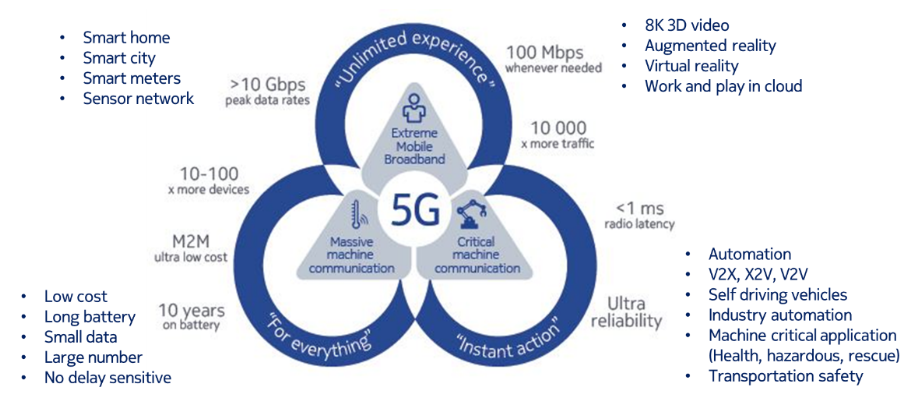 • Smart home
• Smart city
• Smart meters
• Sensor network
• 8K 3D video
• Augmented reality
• Virtual reality
• Work and play in cloud
"Unlimited experience"
>10 Gbps
peak data rates
100 Mbps
whenever needed
10 000
x more traffic
Extreme
Mobile
Broadband
10-100
x more devices
M2M
ultra low cost
10 years
on battery
5G
Massive
machine
communication
Critical
machine
communication
<1 ms
radio latency
Ultra
reliability
"For everything"
"Instant action"
• Low cost
• Long battery
• Small data
• Large number
• No delay sensitive
• Automation
• V2X, X2V, V2V
• Self driving vehicles
• Industry automation
• Machine critical application
(Health, hazardous, rescue)
• Transportation safety